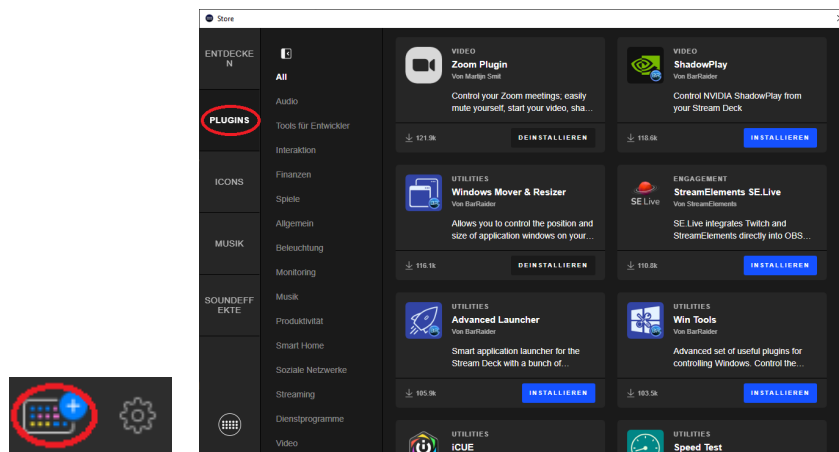 Store
ENTDECKE
N
PLUGINS
ICONS
MUSIK
SOUNDEFF
EKTE
All
Audio
Tools für Entwickler
Interaktion
Finanzen
Spiele
Allgemein
Beleuchtung
Monitoring
Musik
Produktivität
Smart Home
Soziale Netzwerke
Streaming
Dienstprogramme
Video
VIDEO
Zoom Plugin
Von Martijn Smit
Control your Zoom meetings; easily
mute yourself, start your video, sha...
121.9k
DEINSTALLIEREN
VIDEO
ShadowPlay
Von BarRaider
Control NVIDIA ShadowPlay from
your Stream Deck
118.6k
INSTALLIEREN
UTILITIES
Windows Mover & Resizer
Von BarRaider
Allows you to control the position and
size of application windows on your...
116.1k
DEINSTALLIEREN
SE Live
ENGAGEMENT
StreamElements SE.Live
Von StreamElements
SE.Live integrates Twitch and
StreamElements directly into OBS...
110.8k
INSTALLIEREN
UTILITIES
Advanced Launcher
Von BarRaider
Smart application launcher for the
Stream Deck with a bunch of...
105.9k
INSTALLIEREN
UTILITIES
Win Tools
Von BarRaider
Advanced set of useful plugins for
controlling Windows. Control the...
103.5k
INSTALLIEREN
UTILITIES
iCUE
UTILITIES
Speed Test